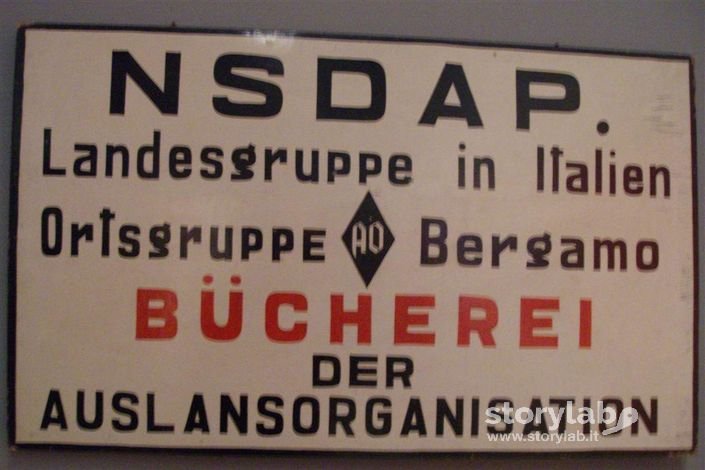 NSDAP.
Landesgruppe in Italien
Ortsgruppe AO Bergamo
BÜCHEREI
DER
AUSLANSORGANISATION
storylab
www.storylab.it